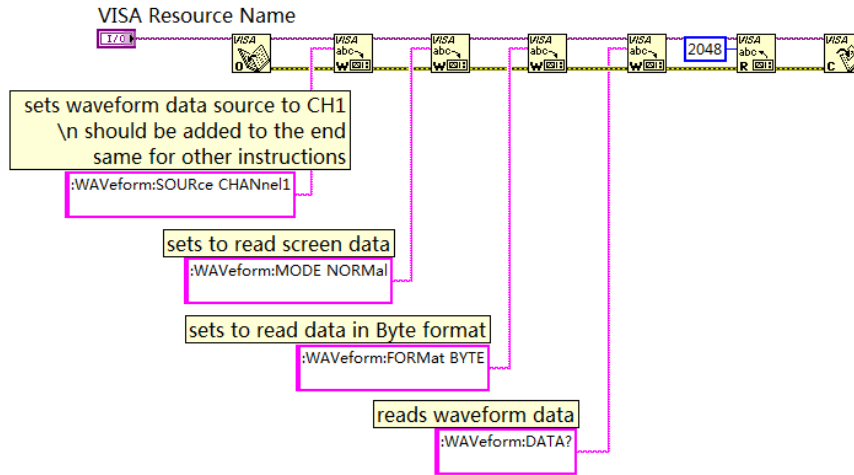 VISA Resource Name
I/O
VISA
O
VISA
abc
W
VISA
abc
W
VISA
abc
W
VISA
abc
W
2048
VISA
abc
R
VISA
C
sets waveform data source to CH1
\n should be added to the end
same for other instructions
:WAVeform:SOURce CHANnel1
sets to read screen data
:WAVeform:MODE NORMal
sets to read data in Byte format
:WAVeform:FORMat BYTE
reads waveform data
:WAVeform:DATA?